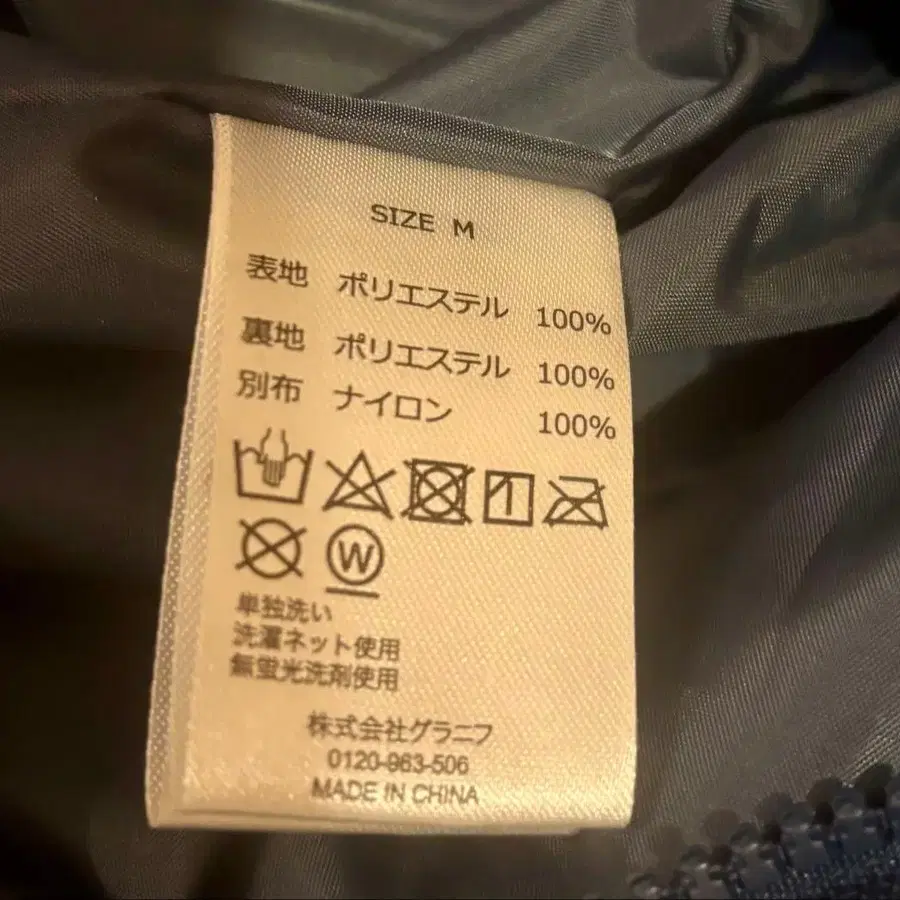 SIZE M
表地 ポリエステル 100%
裏地 ポリエステル 100%
別布 ナイロン 100%
W
単独洗い
洗濯ネット使用
無蛍光洗剤使用
株式会社グラニフ
0120-963-506
MADE IN CHINA